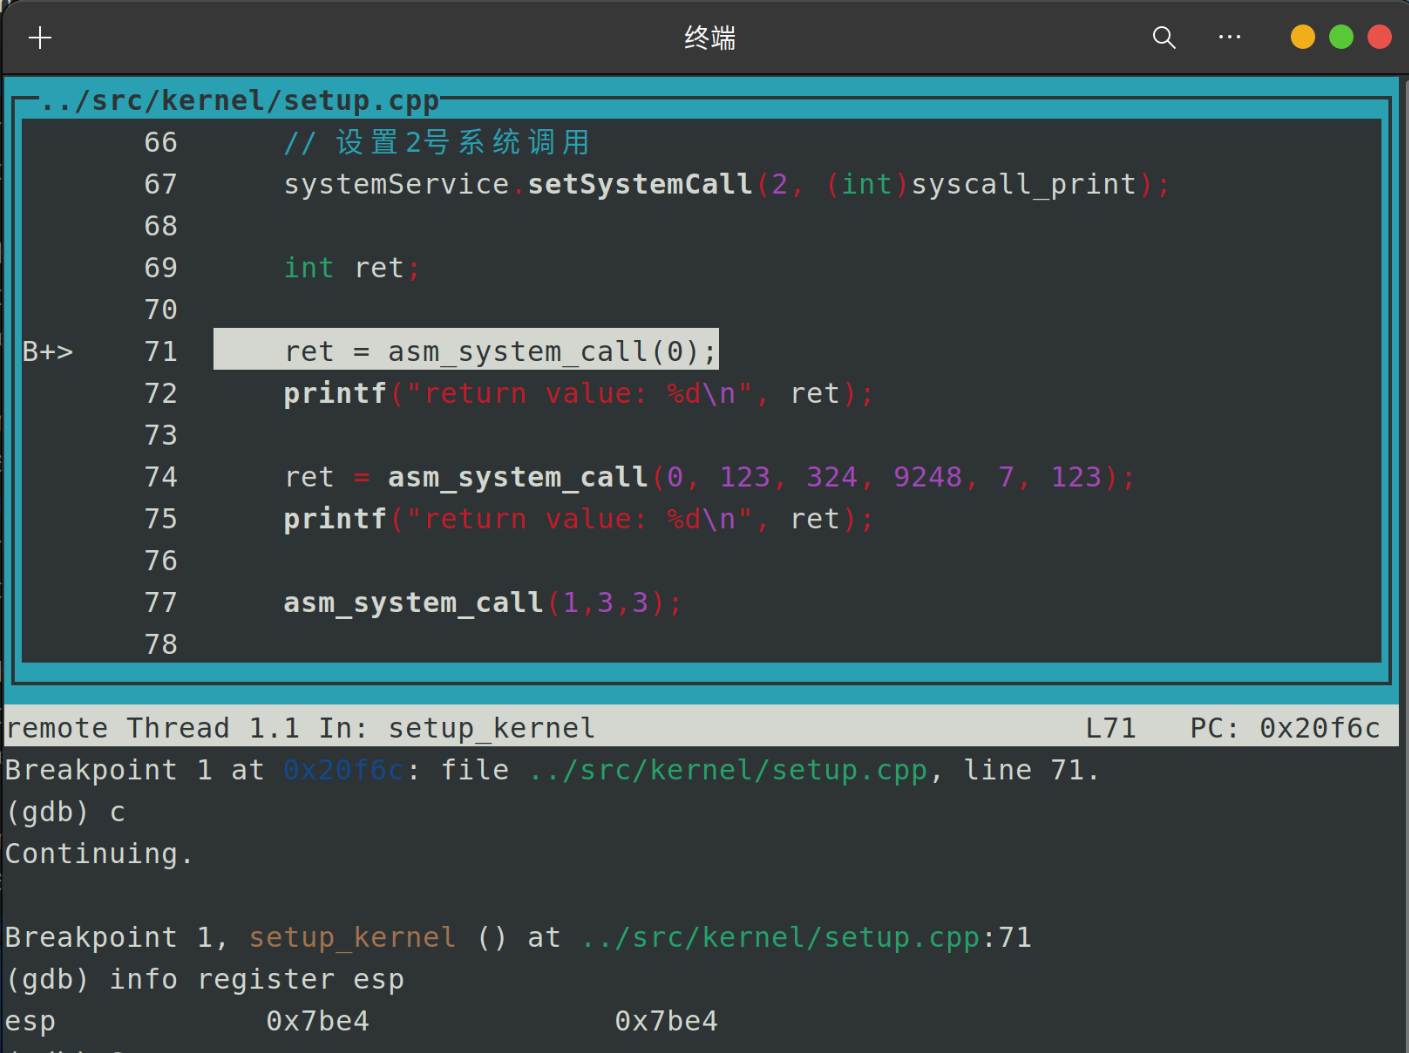 终端
../src/kernel/setup.cpp
66 // 设置2号系统调用
67 systemService.setSystemCall(2, (int)syscall_print);
68
69 int ret;
70
B+> 71 ret = asm_system_call(0);
72 printf("return value: %d\n", ret);
73
74 ret = asm_system_call(0, 123, 324, 9248, 7, 123);
75 printf("return value: %d\n", ret);
76
77 asm_system_call(1,3,3);
78
remote Thread 1.1 In: setup_kernel L71 PC: 0x20f6c
Breakpoint 1 at 0x20f6c: file ../src/kernel/setup.cpp, line 71.
(gdb) c
Continuing.
Breakpoint 1, setup_kernel () at ../src/kernel/setup.cpp:71
(gdb) info register esp
esp 0x7be4 0x7be4